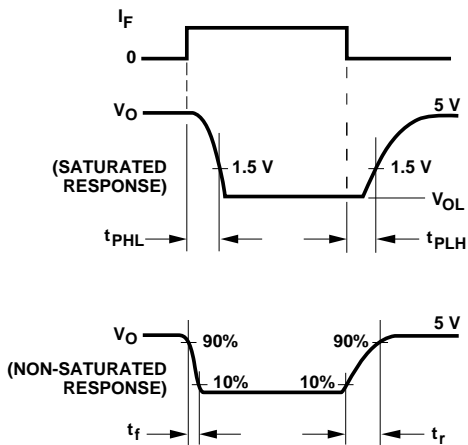 I_F
0
V_O
5 V
(SATURATED
RESPONSE)
1.5 V
1.5 V
V_OL
t_PHL
t_PLH
V_O
5 V
90%
90%
(NON-SATURATED
RESPONSE)
10%
10%
t_f
t_r